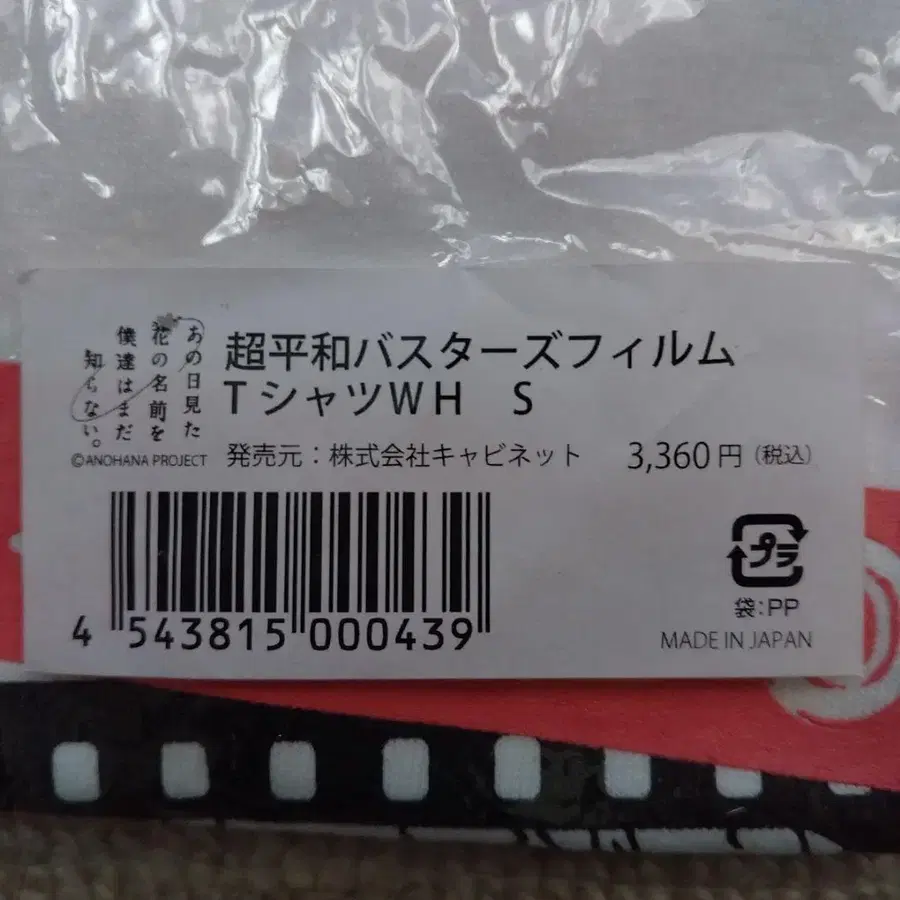 あの日見た
花の名前を
僕達はまだ
知らない。
©ANOHANA PROJECT
超平和バスターズフィルム
TシャツWH S
発売元：株式会社キャビネット 3,360円（税込）
4 543815 000439
プラ
袋：PP
MADE IN JAPAN